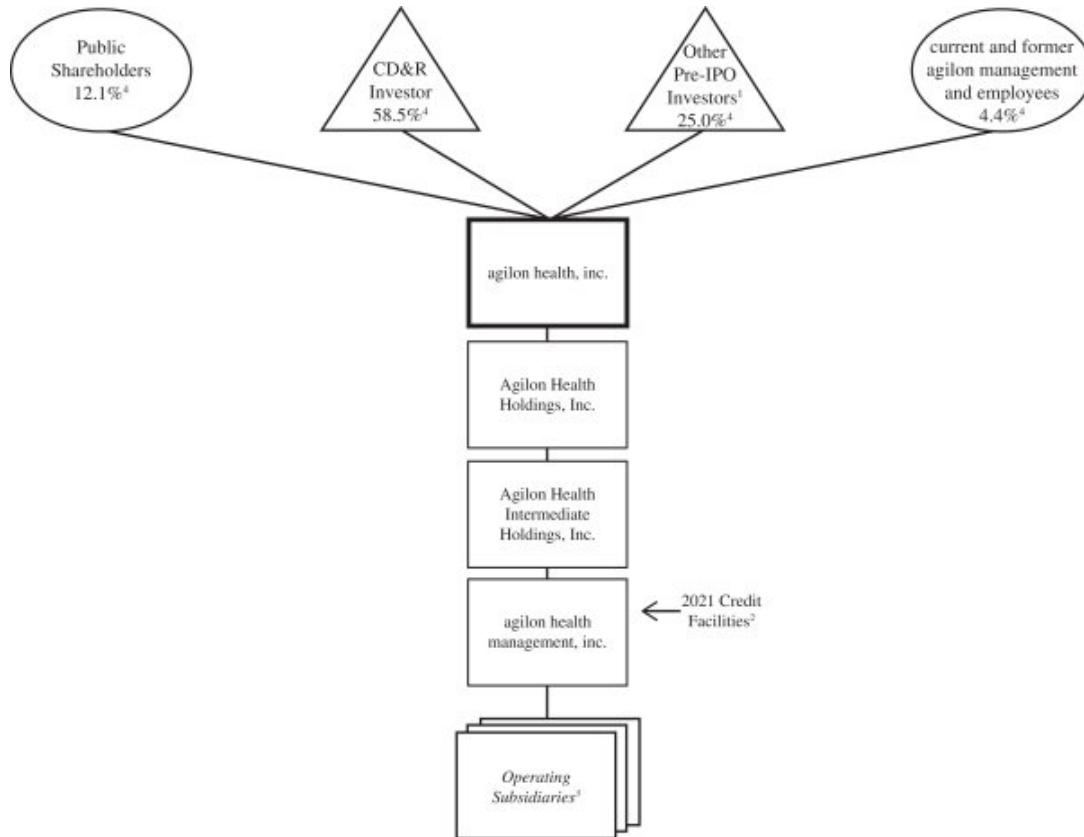 Public
Shareholders
12.1%⁴
CD&R
Investor
58.5%⁴
Other
Pre-IPO
Investors¹
25.0%⁴
current and former
agilon management
and employees
4.4%⁴
agilon health, inc.
Agilon Health
Holdings, Inc.
Agilon Health
Intermediate
Holdings, Inc.
agilon health
management, inc.
2021 Credit
Facilities²
Operating
Subsidiaries³